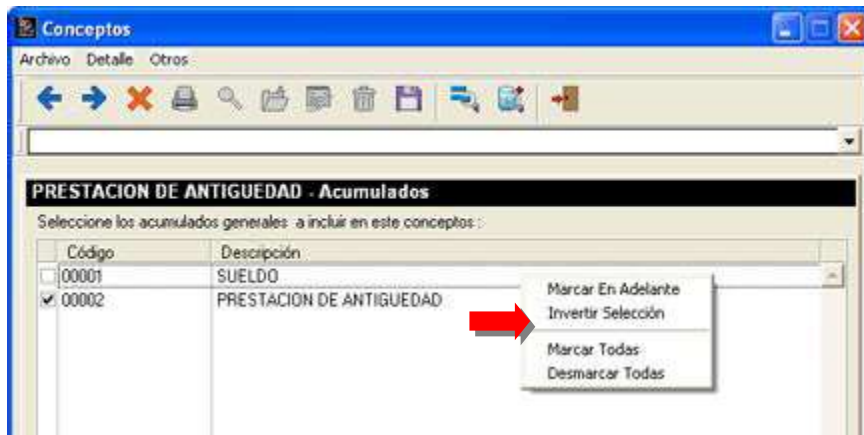 Conceptos
Archivo Detalle Otros
PRESTACION DE ANTIGUEDAD - Acumulados
Seleccione los acumulados generales a incluir en este conceptos :
Código Descripción
00001 SUELDO
00002 PRESTACION DE ANTIGUEDAD
Marcar En Adelante
Invertir Selección
Marcar Todas
Desmarcar Todas